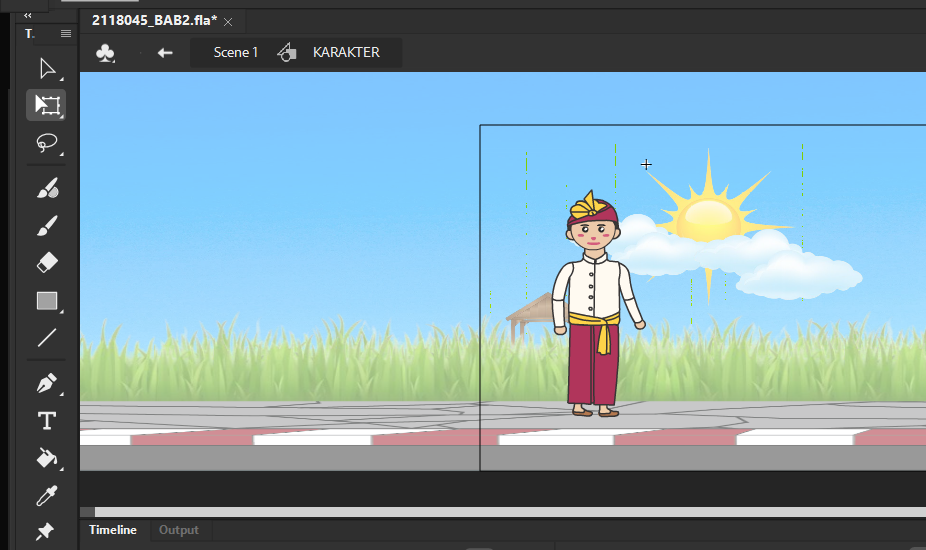 2118045_BAB2.fla*
T.
Scene 1
KARAKTER
Timeline
Output